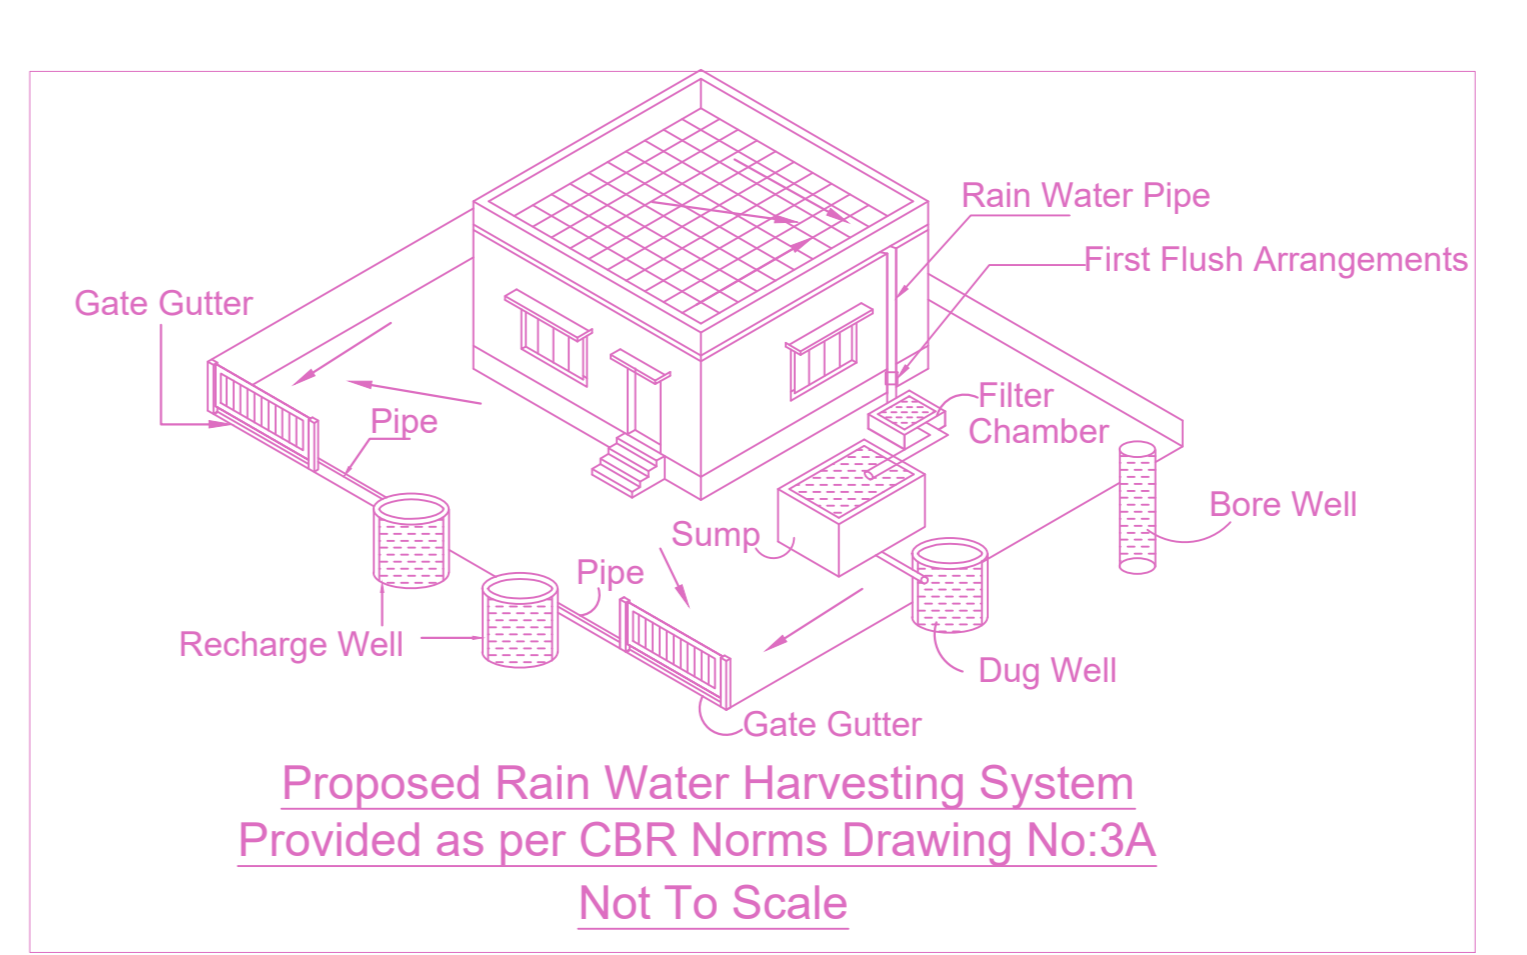 Rain Water Pipe
First Flush Arrangements
Gate Gutter
Filter
Chamber
Pipe
Bore Well
Sump
Pipe
Recharge Well
Dug Well
Gate Gutter
Proposed Rain Water Harvesting System
Provided as per CBR Norms Drawing No:3A
Not To Scale